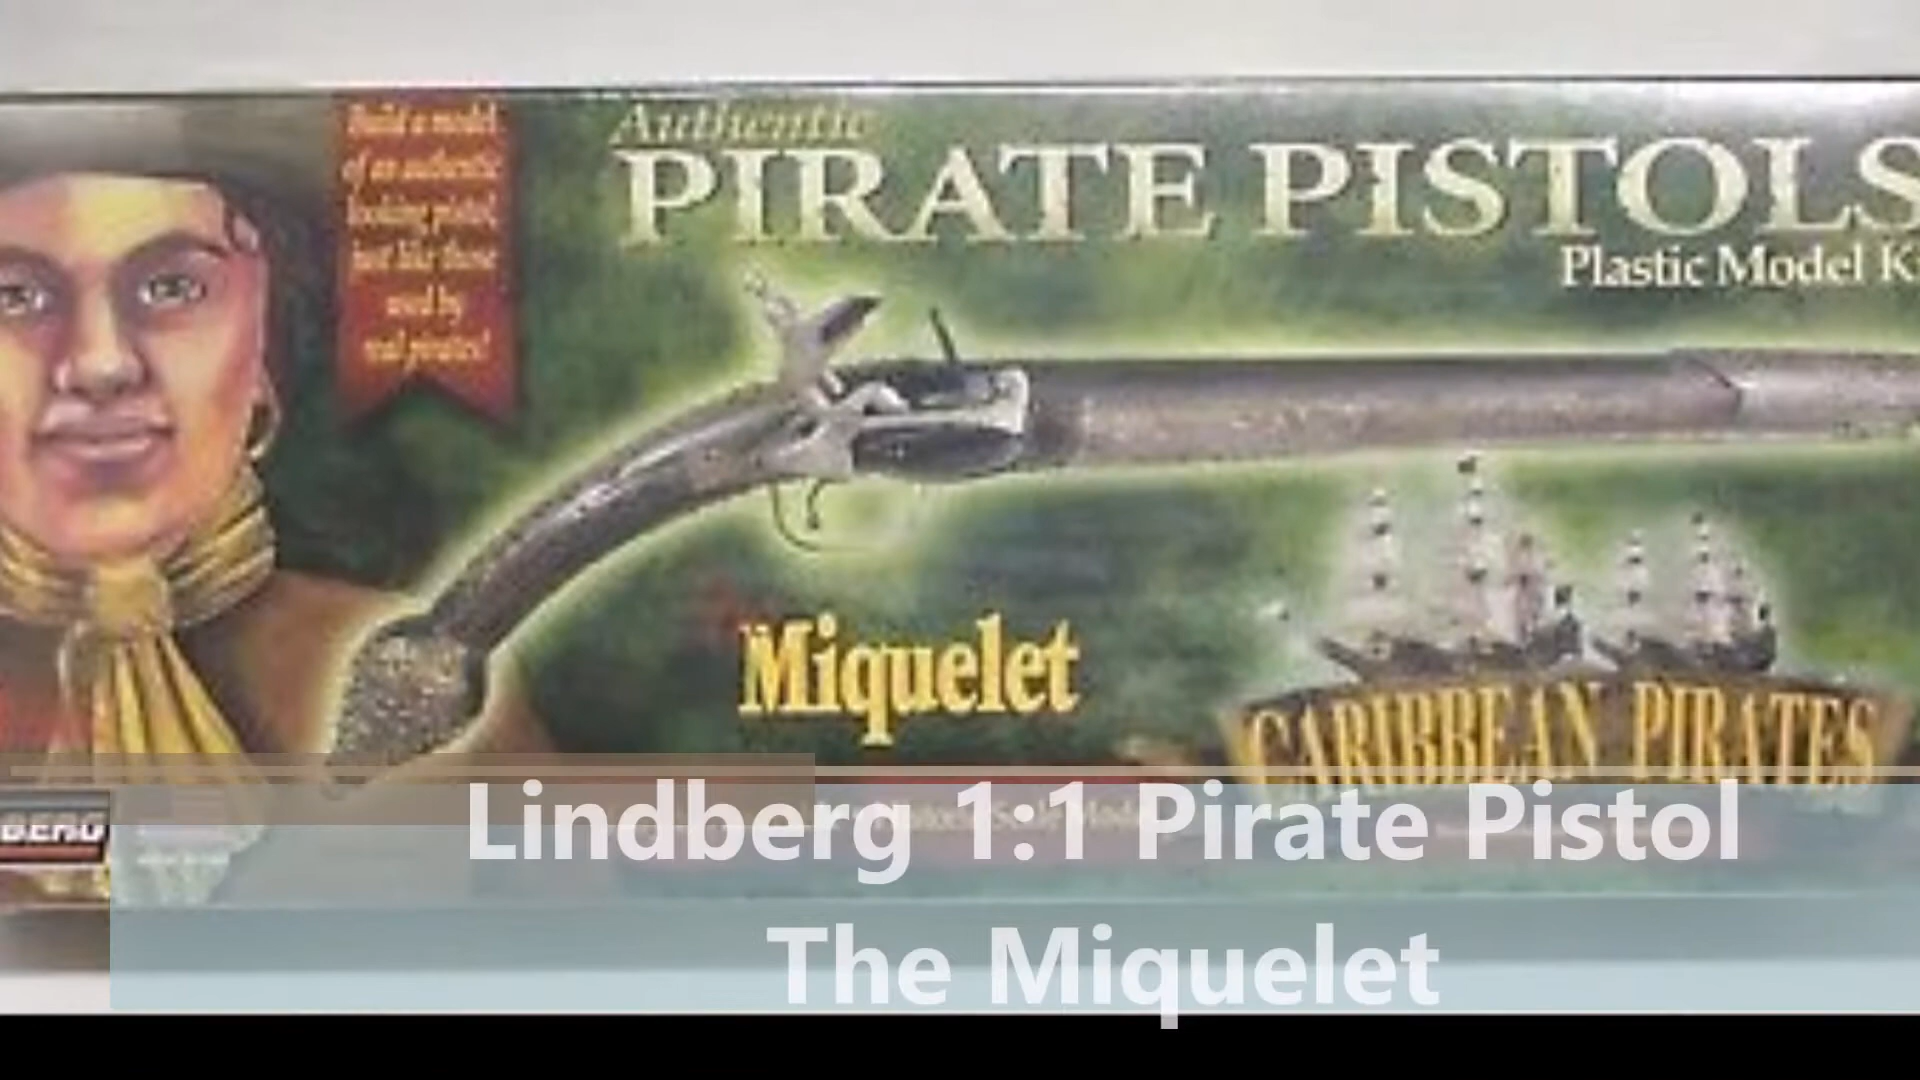 Build a model
of an authentic
looking pistol,
just like those
used by
real pirates!
Authentic
PIRATE PISTOLS
Plastic Model K
Miquelet
CARIBBEAN PIRATES
BERG
Lindberg 1:1 Pirate Pistol
The Miquelet